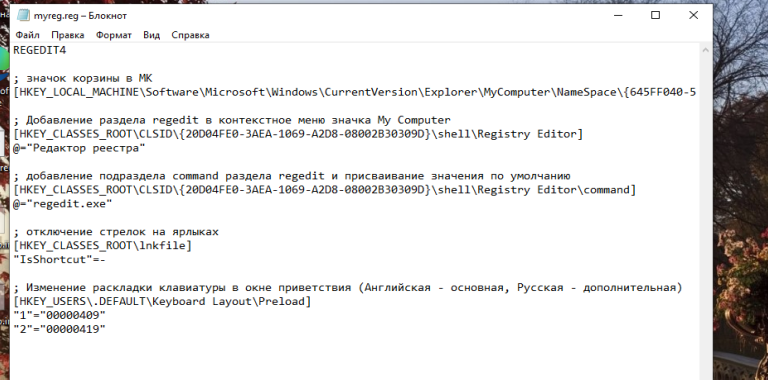 myreg.reg – Блокнот
Файл Правка Формат Вид Справка
REGEDIT4
; значок корзины в МК
[HKEY_LOCAL_MACHINE\Software\Microsoft\Windows\CurrentVersion\Explorer\MyComputer\NameSpace\{645FF040-5
; Добавление раздела regedit в контекстное меню значка My Computer
[HKEY_CLASSES_ROOT\CLSID\{20D04FE0-3AEA-1069-A2D8-08002B30309D}\shell\Registry Editor]
@="Редактор реестра"
; добавление подраздела command раздела regedit и присваивание значения по умолчанию
[HKEY_CLASSES_ROOT\CLSID\{20D04FE0-3AEA-1069-A2D8-08002B30309D}\shell\Registry Editor\command]
@="regedit.exe"
; отключение стрелок на ярлыках
[HKEY_CLASSES_ROOT\lnkfile]
"IsShortcut"=-
; Изменение раскладки клавиатуры в окне приветствия (Английская - основная, Русская - дополнительная)
[HKEY_USERS\.DEFAULT\Keyboard Layout\Preload]
"1"="00000409"
"2"="00000419"